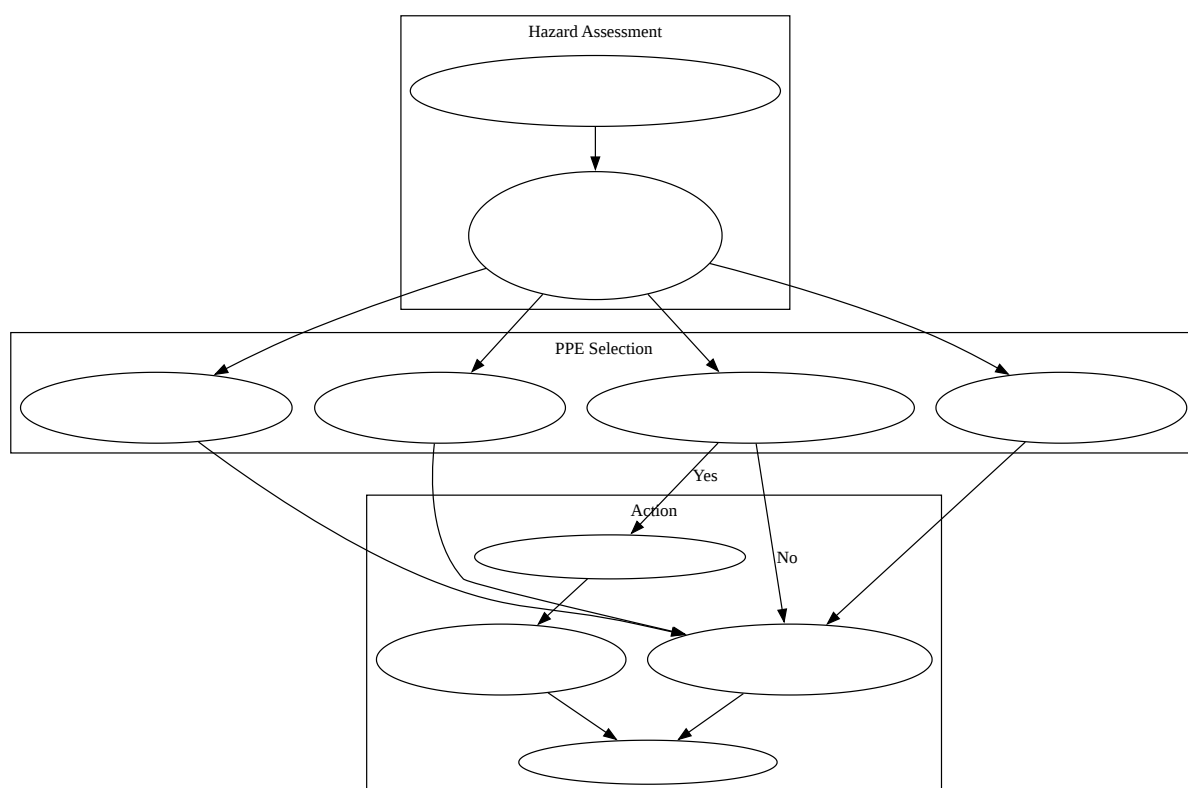 Hazard Assessment
PPE Selection
Yes
Action
No